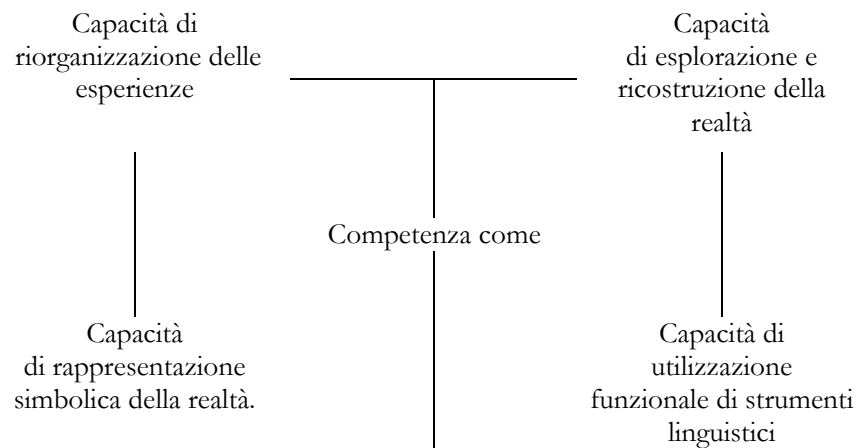 Capacità di
riorganizzazione delle
esperienze
Capacità
di esplorazione e
ricostruzione della
realtà
Competenza come
Capacità
di rappresentazione
simbolica della realtà.
Capacità di
utilizzazione
funzionale di strumenti
linguistici